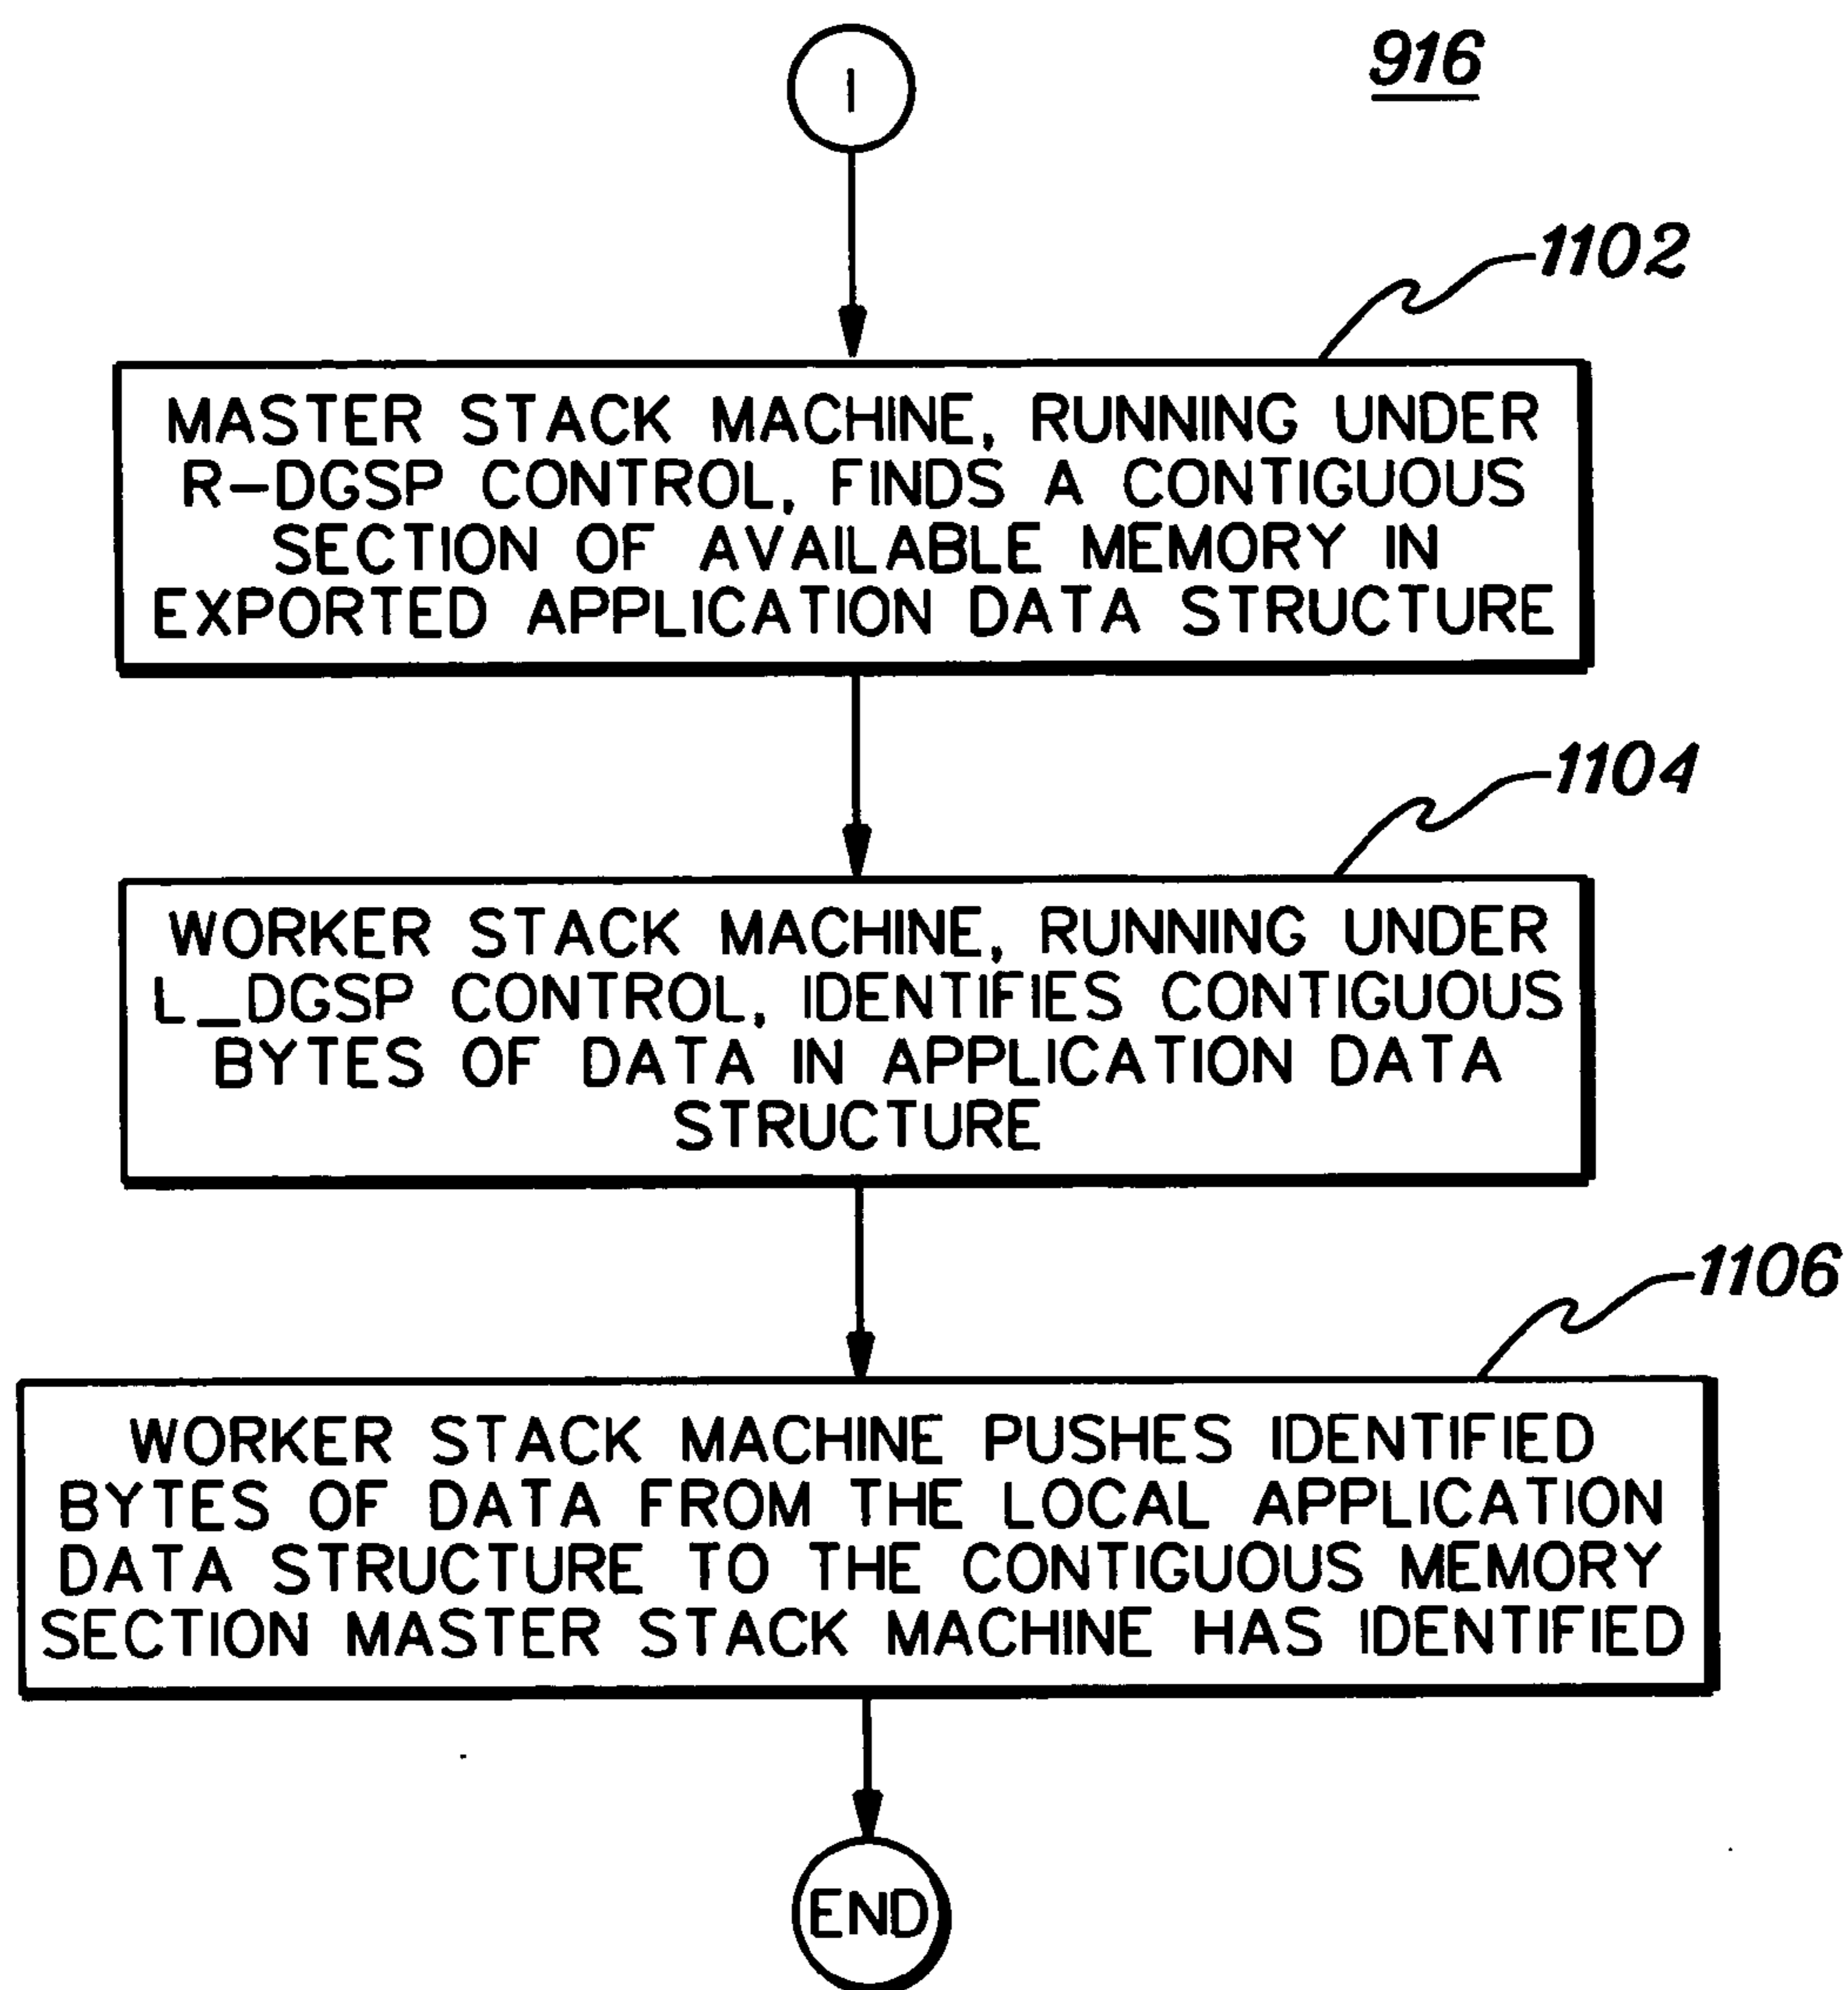 916
I
1102
MASTER STACK MACHINE, RUNNING UNDER
R-DGSP CONTROL, FINDS A CONTIGUOUS
SECTION OF AVAILABLE MEMORY IN
EXPORTED APPLICATION DATA STRUCTURE
1104
WORKER STACK MACHINE, RUNNING UNDER
L_DGSP CONTROL, IDENTIFIES CONTIGUOUS
BYTES OF DATA IN APPLICATION DATA
STRUCTURE
1106
WORKER STACK MACHINE PUSHES IDENTIFIED
BYTES OF DATA FROM THE LOCAL APPLICATION
DATA STRUCTURE TO THE CONTIGUOUS MEMORY
SECTION MASTER STACK MACHINE HAS IDENTIFIED
END